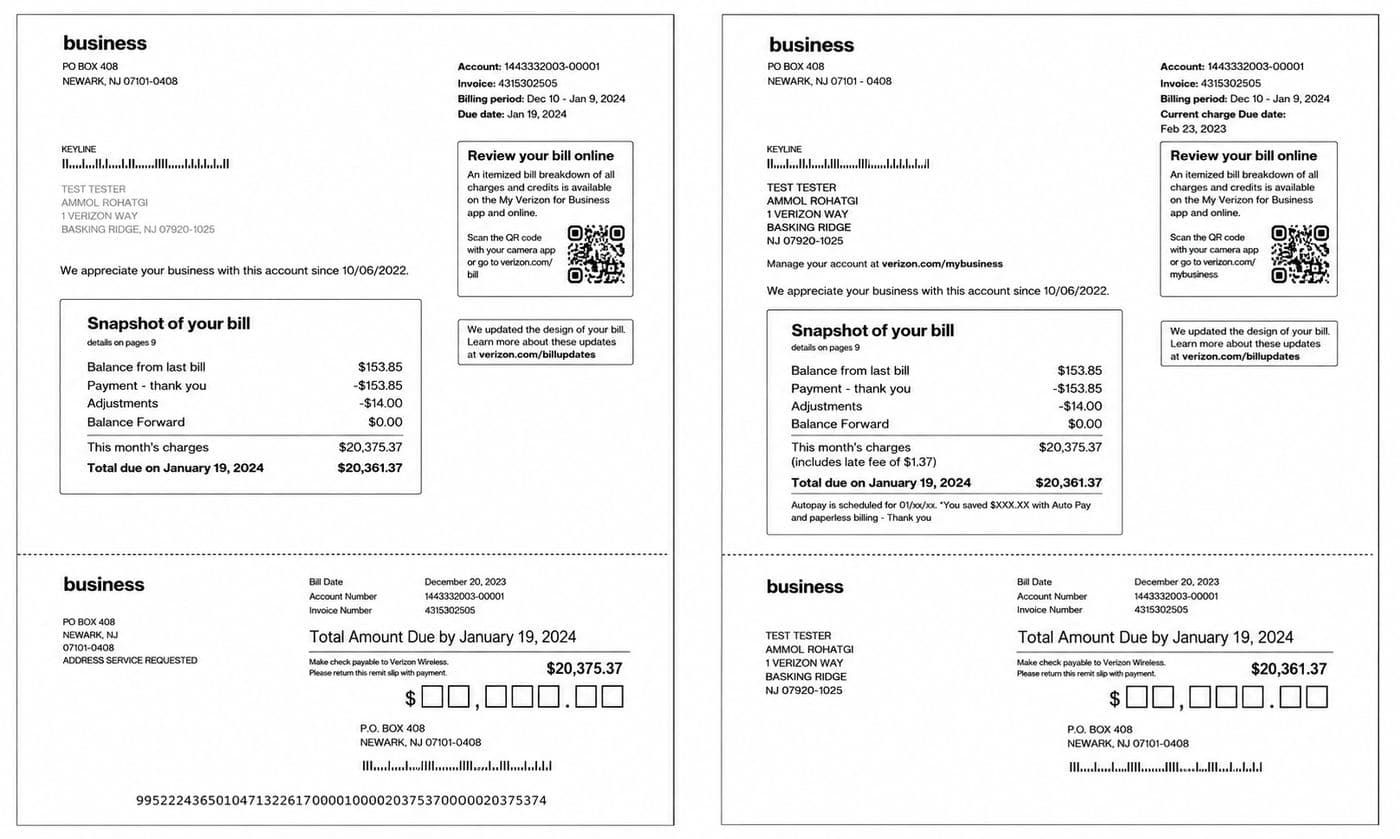 business
PO BOX 408
NEWARK, NJ 07101-0408
Account: 1443332003-00001
Invoice: 4315302505
Billing period: Dec 10 - Jan 9, 2024
Due date: Jan 19, 2024
KEYLINE
TEST TESTER
AMMOL ROHATGI
1 VERIZON WAY
BASKING RIDGE, NJ 07920-1025
Review your bill online
An itemized bill breakdown of all
charges and credits is available
on the My Verizon for Business
app and online.
Scan the QR code
with your camera app
or go to verizon.com/
bill
We appreciate your business with this account since 10/06/2022.
Snapshot of your bill
details on pages 9
Balance from last bill $153.85
Payment - thank you -$153.85
Adjustments -$14.00
Balance Forward $0.00
This month's charges $20,375.37
Total due on January 19, 2024 $20,361.37
We updated the design of your bill.
Learn more about these updates
at verizon.com/billupdates
business
PO BOX 408
NEWARK, NJ
07101-0408
ADDRESS SERVICE REQUESTED
Bill Date December 20, 2023
Account Number 1443332003-00001
Invoice Number 4315302505
Total Amount Due by January 19, 2024
Make check payable to Verizon Wireless.
Please return this remit slip with payment.
$20,375.37
$ , .
P.O. BOX 408
NEWARK, NJ 07101-0408
995222436501047132261700001000020375370000020375374
business
PO BOX 408
NEWARK, NJ 07101 - 0408
Account: 1443332003-00001
Invoice: 4315302505
Billing period: Dec 10 - Jan 9, 2024
Current charge Due date:
Feb 23, 2023
KEYLINE
TEST TESTER
AMMOL ROHATGI
1 VERIZON WAY
BASKING RIDGE
NJ 07920-1025
Manage your account at verizon.com/mybusiness
Review your bill online
An itemized bill breakdown of all
charges and credits is available
on the My Verizon for Business
app and online.
Scan the QR code
with your camera app
or go to verizon.com/
mybusiness
We appreciate your business with this account since 10/06/2022.
Snapshot of your bill
details on pages 9
Balance from last bill $153.85
Payment - thank you -$153.85
Adjustments -$14.00
Balance Forward $0.00
This month's charges $20,375.37
(includes late fee of $1.37)
Total due on January 19, 2024 $20,361.37
Autopay is scheduled for 01/xx/xx. *You saved $XXX.XX with Auto Pay
and paperless billing - Thank you
We updated the design of your bill.
Learn more about these updates
at verizon.com/billupdates
business
TEST TESTER
AMMOL ROHATGI
1 VERIZON WAY
BASKING RIDGE
NJ 07920-1025
Bill Date December 20, 2023
Account Number 1443332003-00001
Invoice Number 4315302505
Total Amount Due by January 19, 2024
Make check payable to Verizon Wireless.
Please return this remit slip with payment.
$20,361.37
$ , .
P.O. BOX 408
NEWARK, NJ 07101-0408